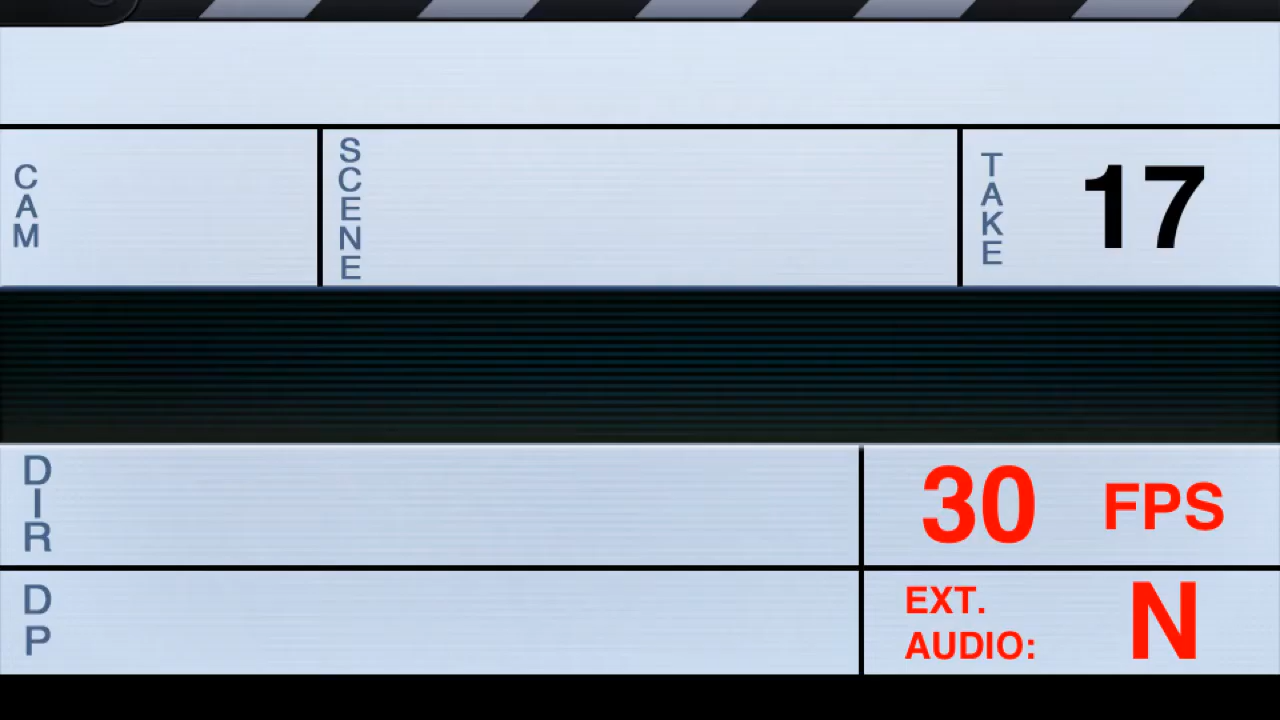 CAM
SCENE
TAKE
17
DIR
30 FPS
DP
EXT.
AUDIO:
N